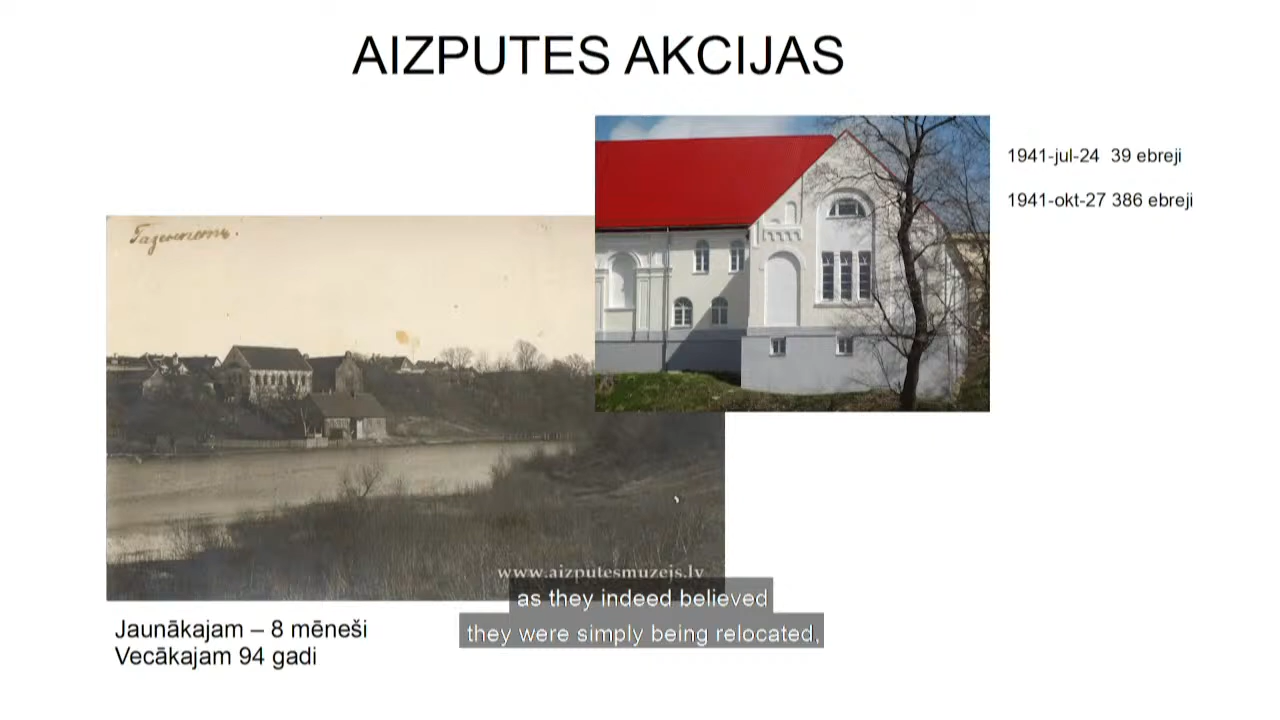 AIZPUTES AKCIJAS
1941-jul-24 39 ebreji
1941-okt-27 386 ebreji
Газенпотъ.
www.aizputesmuzejs.lv
as they indeed believed
they were simply being relocated,
Jaunākajam – 8 mēneši
Vecākajam 94 gadi